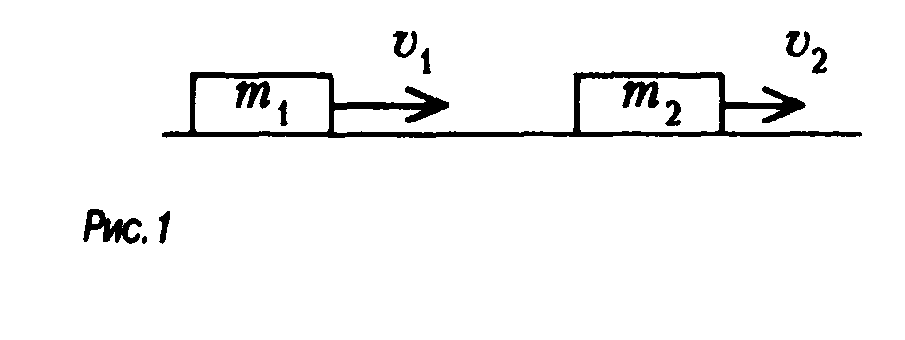 v₁ v₂
m₁ m₂
Рис. 1